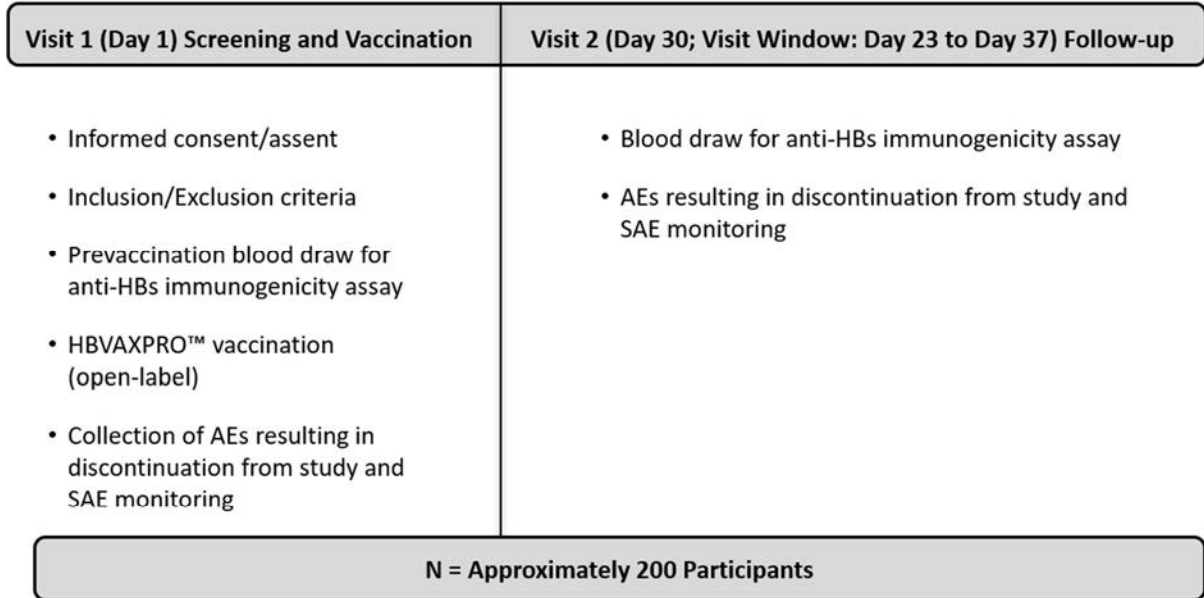 Visit 1 (Day 1) Screening and Vaccination
• Informed consent/assent
• Inclusion/Exclusion criteria
• Prevaccination blood draw for
anti-HBs immunogenicity assay
• HBVAXPRO™ vaccination
(open-label)
• Collection of AEs resulting in
discontinuation from study and
SAE monitoring
Visit 2 (Day 30; Visit Window: Day 23 to Day 37) Follow-up
• Blood draw for anti-HBs immunogenicity assay
• AEs resulting in discontinuation from study and
SAE monitoring
N = Approximately 200 Participants